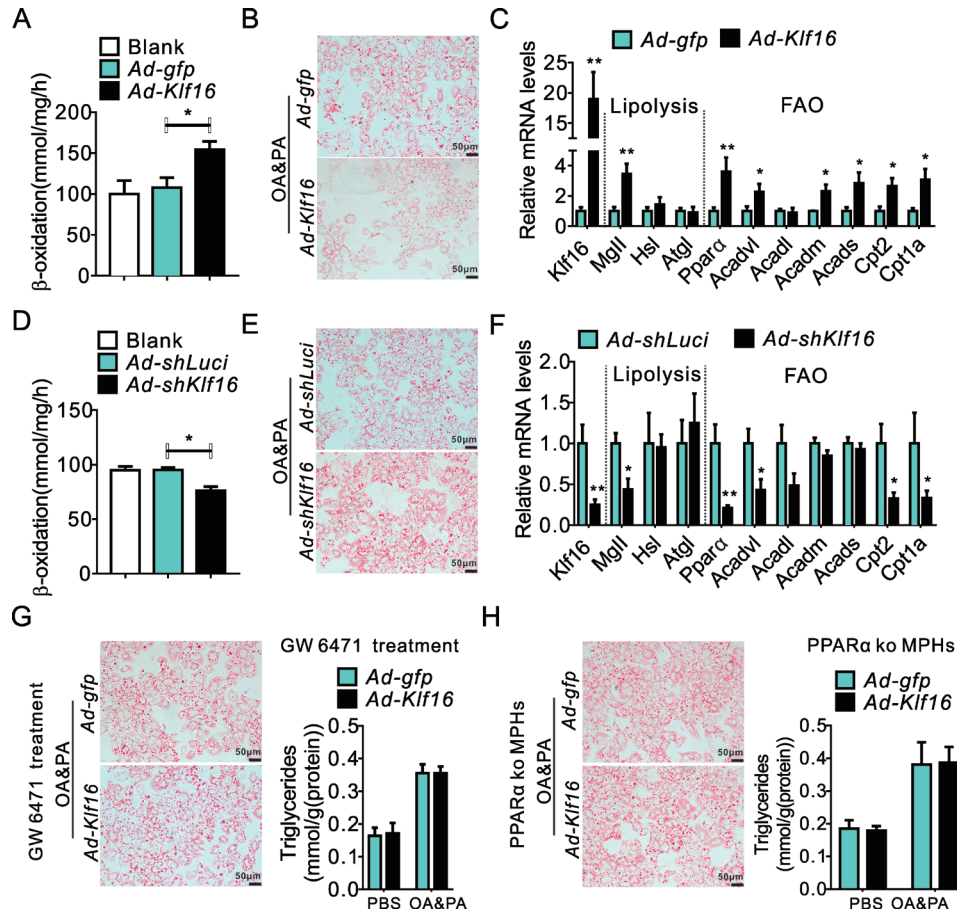 A
Blank
Ad-gfp
Ad-Klf16
β-oxidation(mmol/mg/h)
200
150
100
50
0
*
B
OA&PA
Ad-gfp
Ad-Klf16
50μm
50μm
C
Ad-gfp
Ad-Klf16
Relative mRNA levels
25
20
15
10
6
4
2
0
Lipolysis
FAO
**
**
**
*
*
*
*
*
Klf16
Mgll
Hsl
Atgl
Pparα
Acadvl
Acadl
Acadm
Acads
Cpt2
Cpt1a
D
Blank
Ad-shLuci
Ad-shKlf16
β-oxidation(mmol/mg/h)
150
100
50
0
*
E
OA&PA
Ad-shLuci
Ad-shKlf16
50μm
50μm
F
Ad-shLuci
Ad-shKlf16
Relative mRNA levels
2.0
1.5
1.0
0.5
0.0
Lipolysis
FAO
**
*
**
*
*
*
Klf16
Mgll
Hsl
Atgl
Pparα
Acadvl
Acadl
Acadm
Acads
Cpt2
Cpt1a
G
GW 6471 treatment
OA&PA
Ad-gfp
Ad-Klf16
50μm
50μm
GW 6471 treatment
Ad-gfp
Ad-Klf16
Triglycerides
(mmol/g(protein))
0.5
0.4
0.3
0.2
0.1
0.0
PBS OA&PA
H
PPARα ko MPHs
OA&PA
Ad-gfp
Ad-Klf16
50μm
50μm
PPARα ko MPHs
Ad-gfp
Ad-Klf16
Triglycerides
(mmol/g(protein))
0.5
0.4
0.3
0.2
0.1
0.0
PBS OA&PA